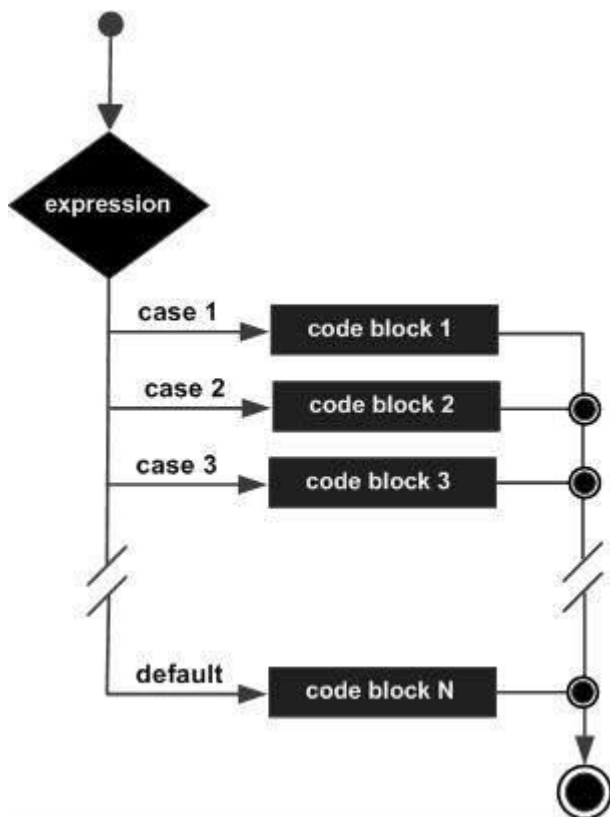 expression
case 1
code block 1
case 2
code block 2
case 3
code block 3
default
code block N